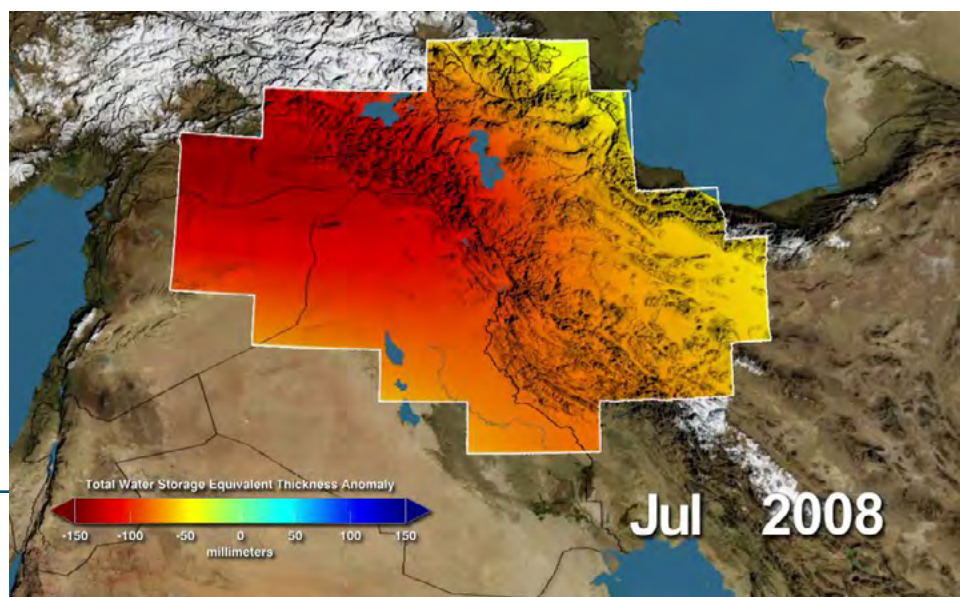 Total Water Storage Equivalent Thickness Anomaly
-150 -100 -50 0 50 100 150
millimeters
Jul 2008